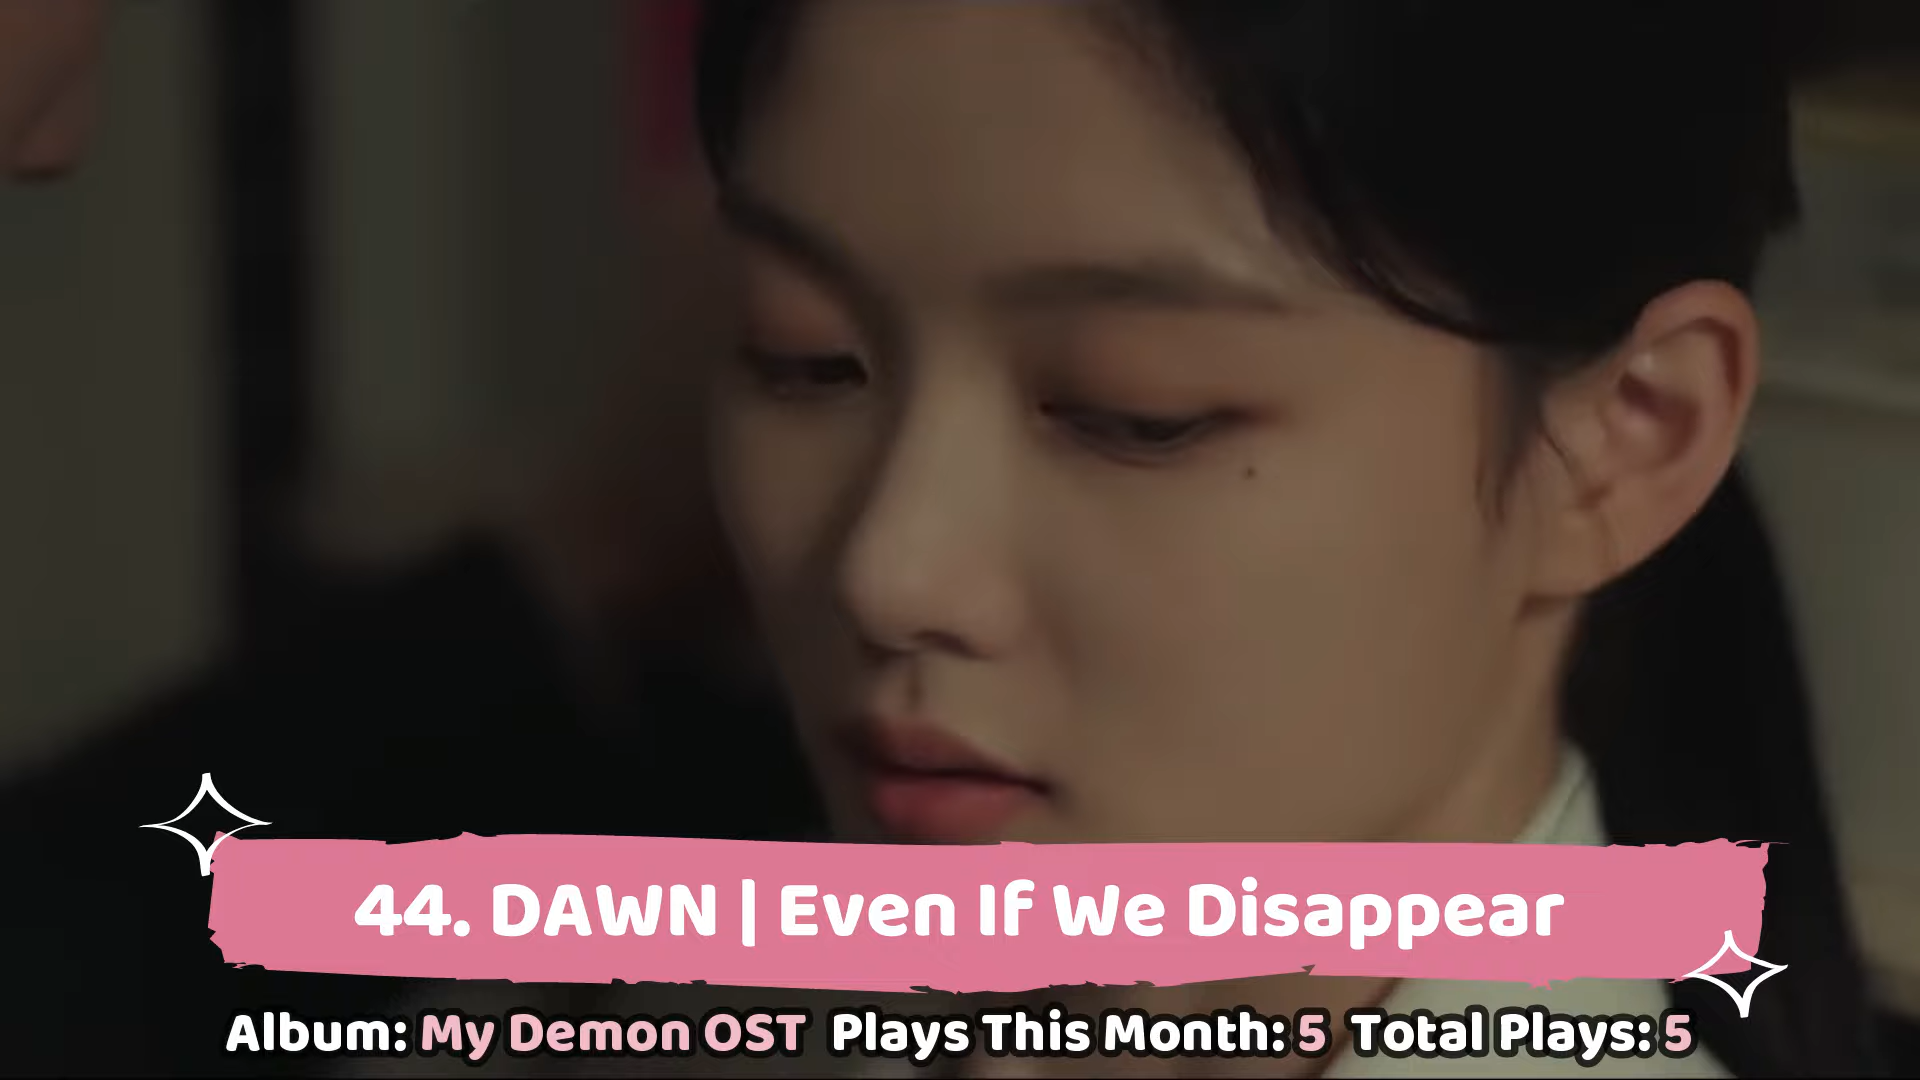 44. DAWN | Even If We Disappear
Album: My Demon OST Plays This Month: 5 Total Plays: 5